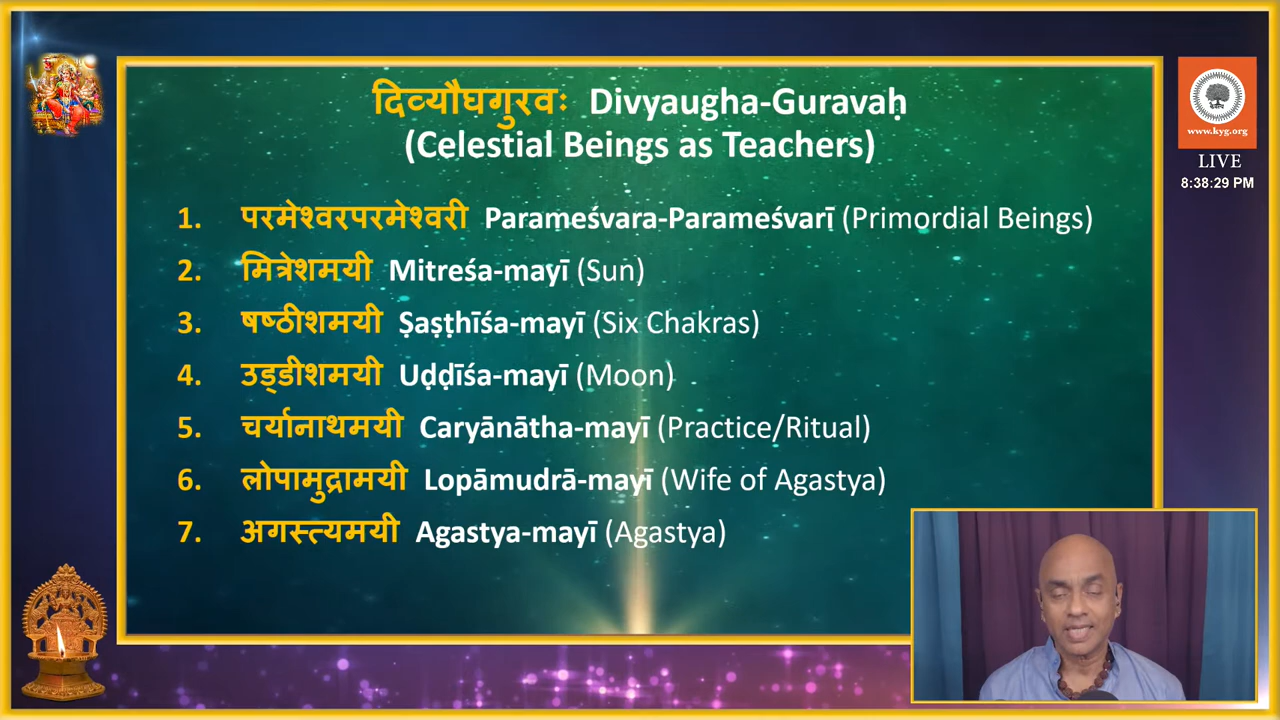 दिव्यौघगुरवः Divyaugha-Guravaḥ
(Celestial Beings as Teachers)
1. परमेश्वरपरमेश्वरी Parameśvara-Parameśvarī (Primordial Beings)
2. मित्रेशमयी Mitreśa-mayī (Sun)
3. षष्ठीशमयी Ṣaṣṭhīśa-mayī (Six Chakras)
4. उड्डीशमयी Uḍḍīśa-mayī (Moon)
5. चर्यानाथमयी Caryānātha-mayī (Practice/Ritual)
6. लोपामुद्रामयी Lopāmudrā-mayī (Wife of Agastya)
7. अगस्त्यमयी Agastya-mayī (Agastya)
www.kyg.org
LIVE
8:38:29 PM